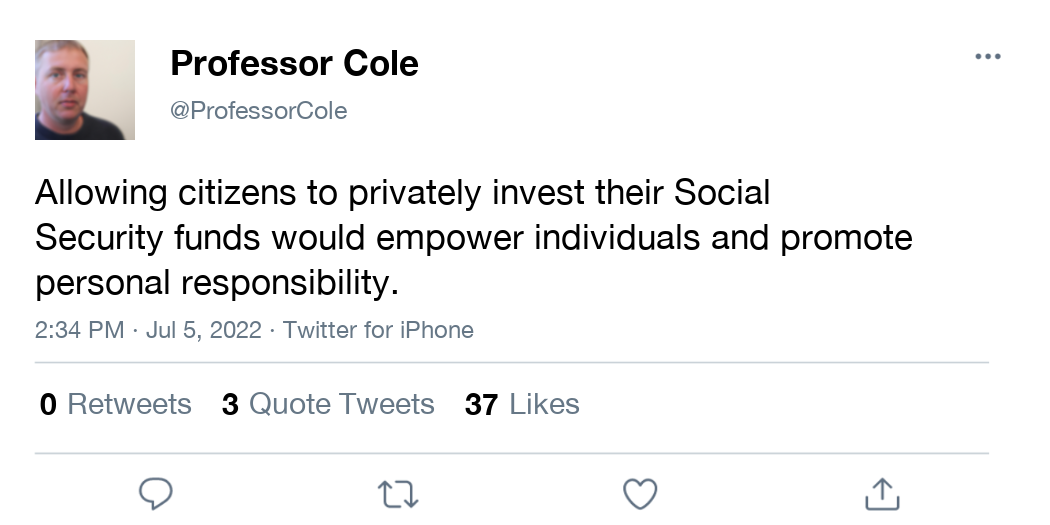 Professor Cole
@ProfessorCole
Allowing citizens to privately invest their Social
Security funds would empower individuals and promote
personal responsibility.
2:34 PM · Jul 5, 2022 · Twitter for iPhone
0 Retweets 3 Quote Tweets 37 Likes